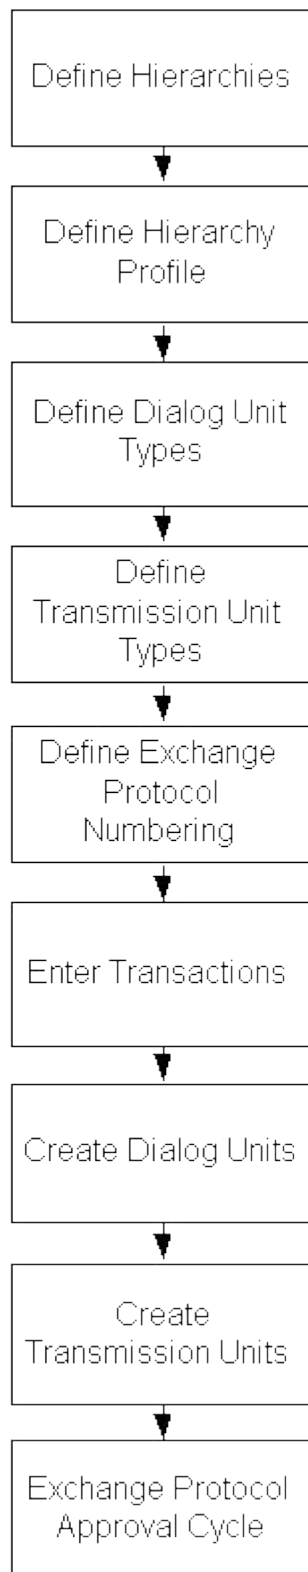 Define Hierarchies
Define Hierarchy
Profile
Define Dialog Unit
Types
Define
Transmission Unit
Types
Define Exchange
Protocol
Numbering
Enter Transactions
Create Dialog Units
Create
Transmission Units
Exchange Protocol
Approval Cycle